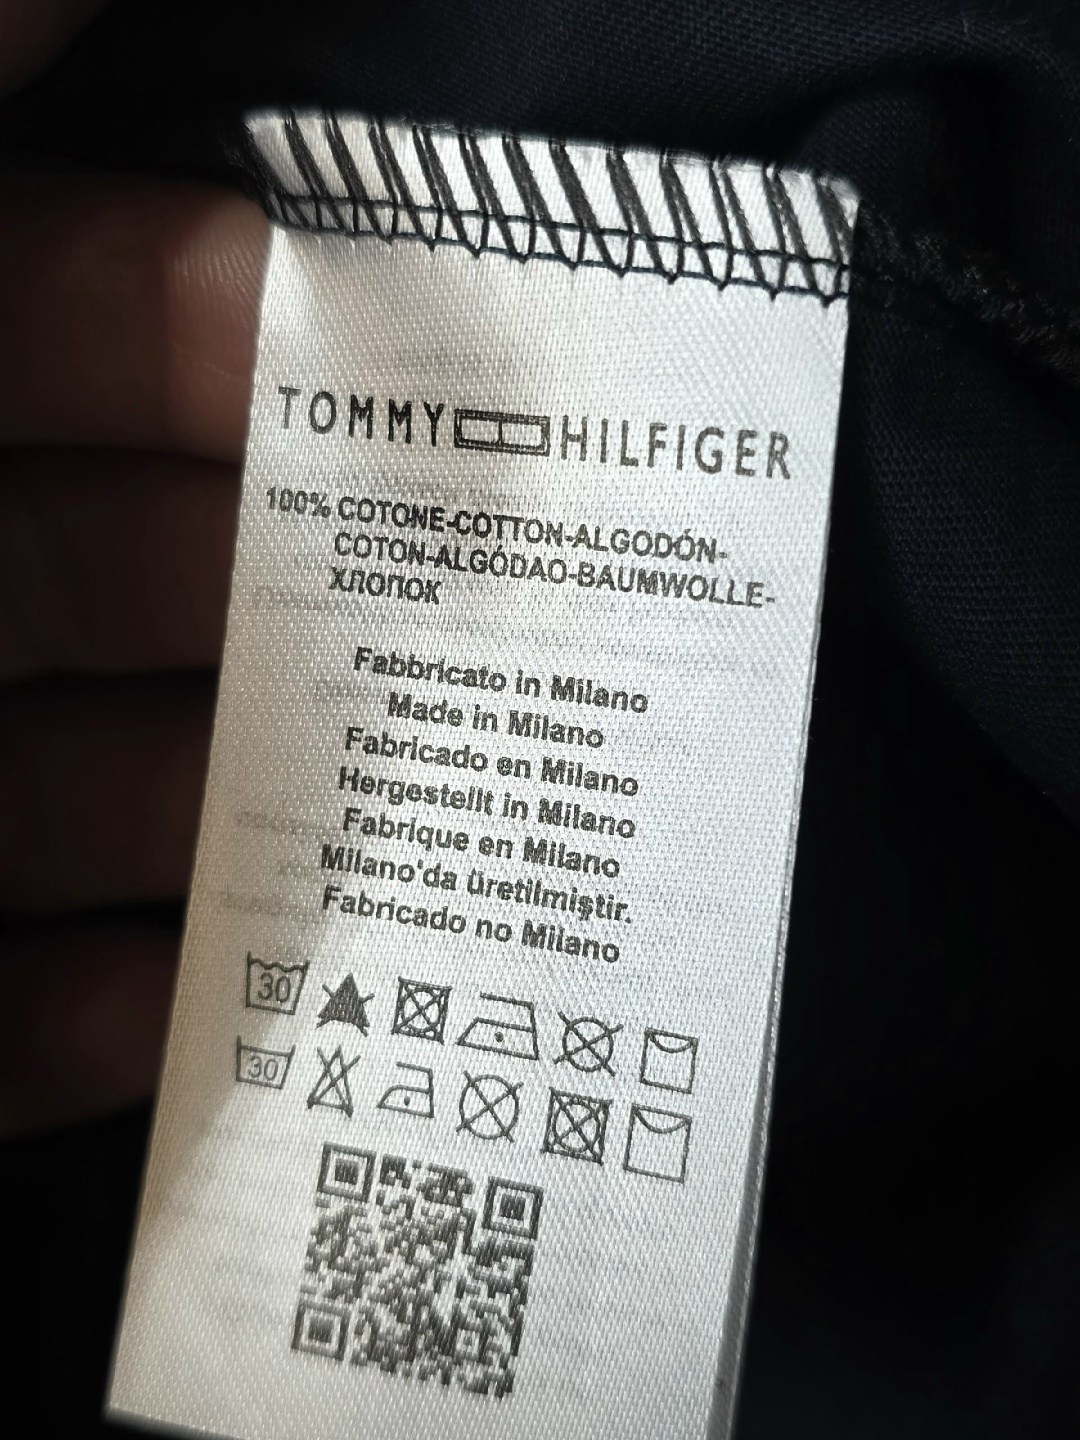 TOMMY HILFIGER
100% COTONE-COTTON-ALGODÓN-
COTON-ALGÓDAO-BAUMWOLLE-
ХЛОПОК
Fabbricato in Milano
Made in Milano
Fabricado en Milano
Hergestellt in Milano
Fabrique en Milano
Milano'da üretilmiştir.
Fabricado no Milano
30
30